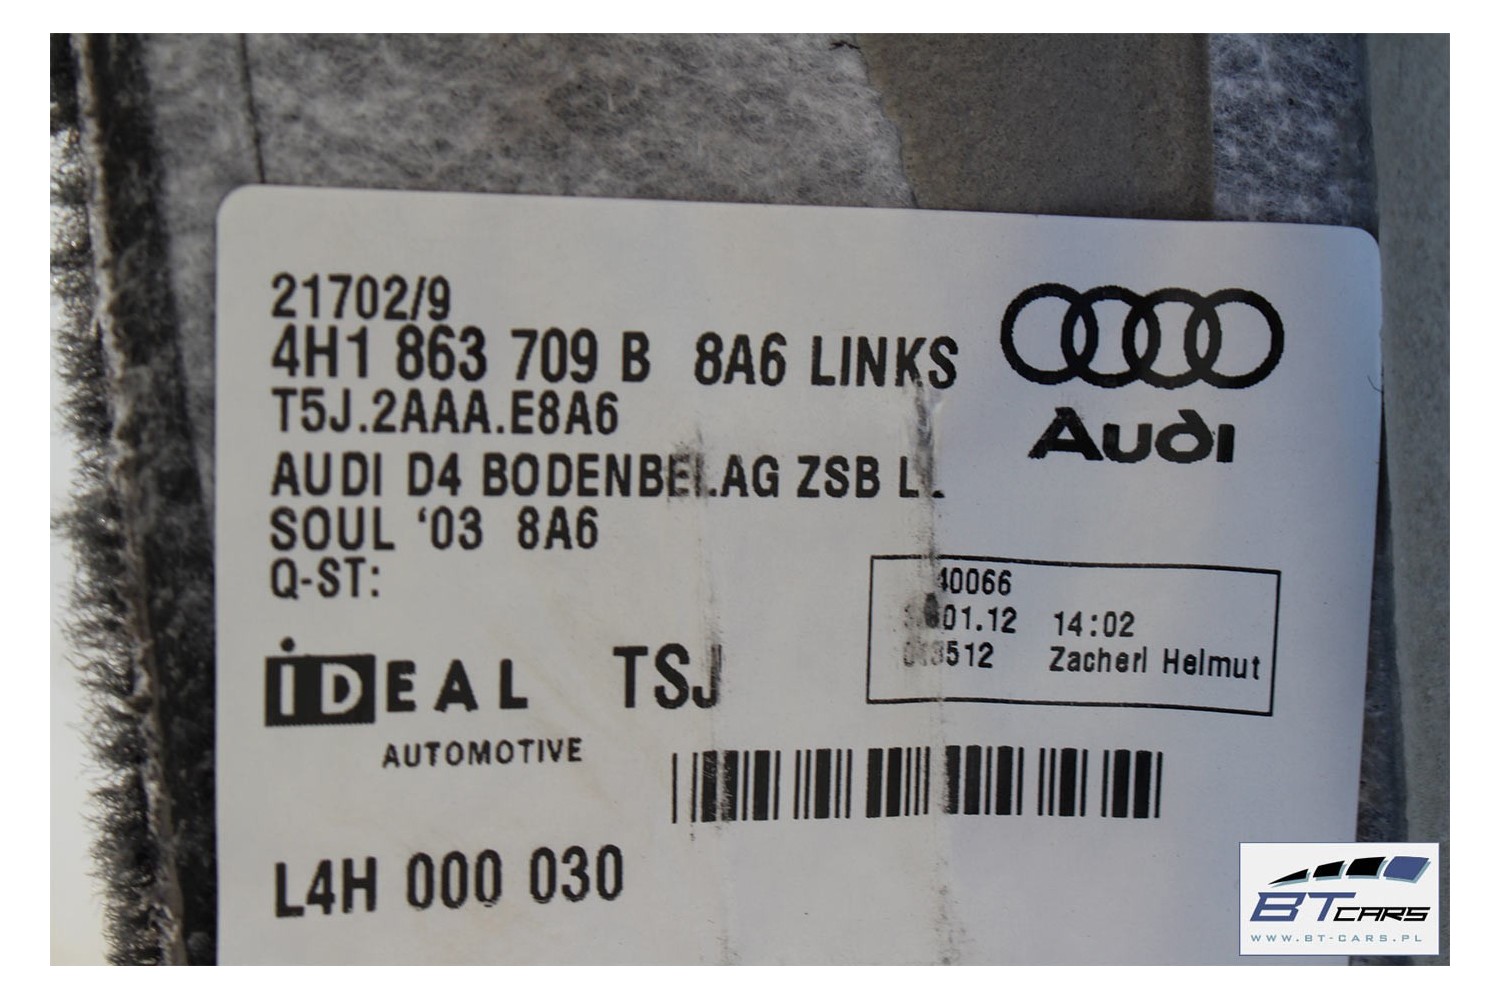 21702/9
4H1 863 709 B 8A6 LINKS
T5J.2AAA.E8A6
AUDI D4 BODENBELAG ZSB
SOUL '03 8A6
Q-ST:
Audi
40066
14:02
Zacherl Helmut
iDEAL TSJ
AUTOMOTIVE
L4H 000 030
BT CARS
WWW.BT-CARS.PL